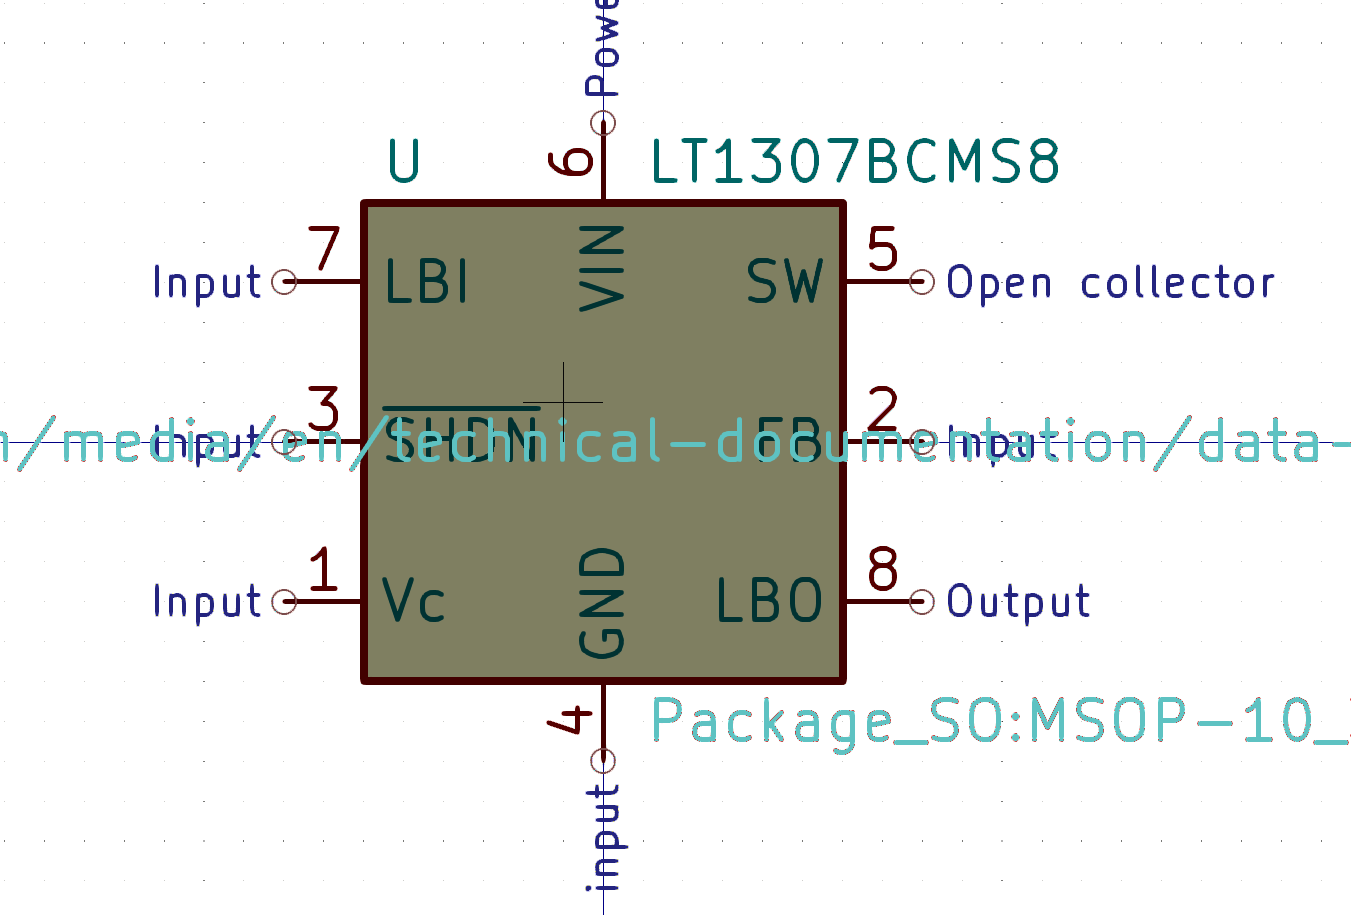 Powe
U
LT1307BCMS8
6
7
5
Input
LBI
VIN
SW
Open collector
3
2
Input
SHDN
FB
Input
n/media/en/technical-documentation/data-
1
8
Input
Vc
GND
LBO
Output
4
Package_SO:MSOP-10_
input